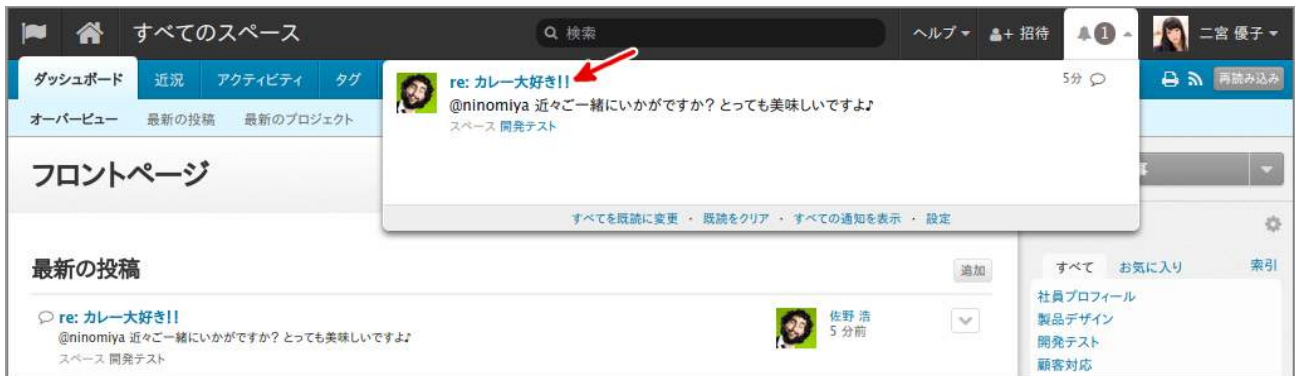 すべてのスペース
検索
ヘルプ
招待
1
二宮 優子
ダッシュボード 近況 アクティビティ タグ
再読み込み
re: カレー大好き!!
5分
@ninomiya 近々ご一緒にいかがですか? とっても美味しいですよ♪
スペース 開発テスト
オーバービュー 最新の投稿 最新のプロジェクト
フロントページ
すべてを既読に変更 ・ 既読をクリア ・ すべての通知を表示 ・ 設定
最新の投稿
追加
すべて お気に入り 索引
re: カレー大好き!!
@ninomiya 近々ご一緒にいかがですか? とっても美味しいですよ♪
スペース 開発テスト
佐野 浩
5 分前
社員プロフィール
製品デザイン
開発テスト
顧客対応